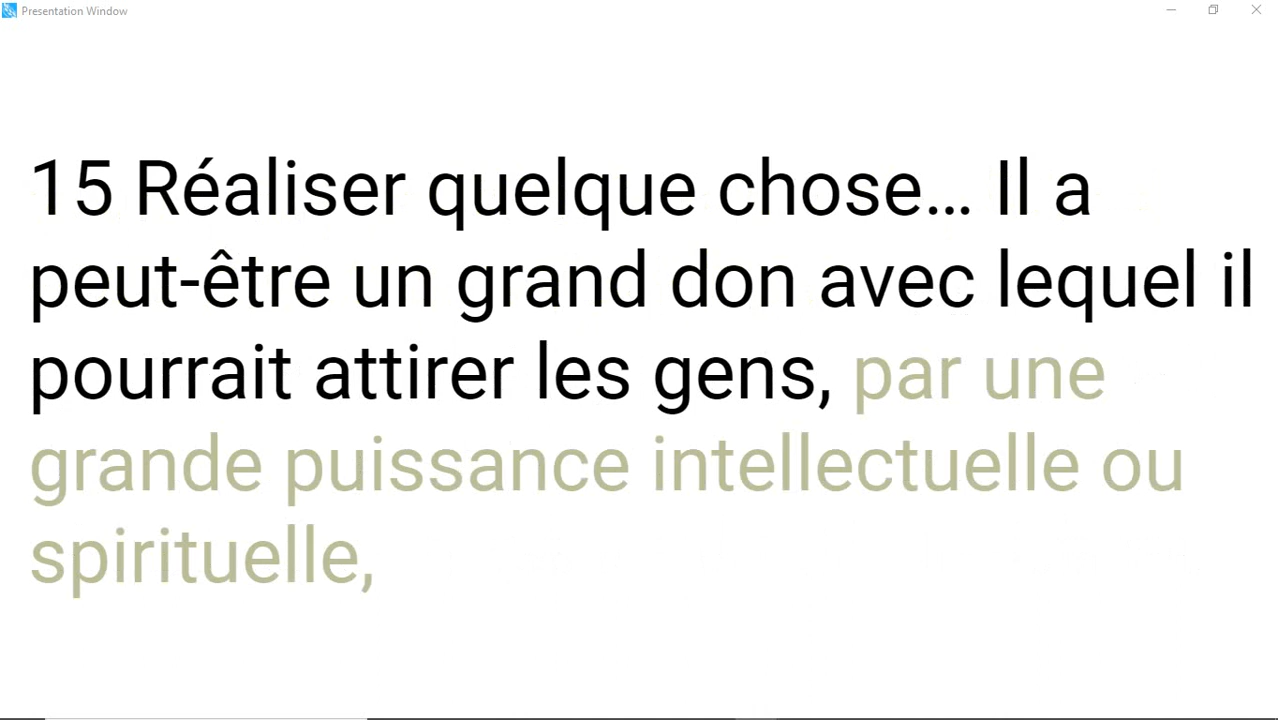 Presentation Window
15 Réaliser quelque chose… Il a
peut-être un grand don avec lequel il
pourrait attirer les gens, par une
grande puissance intellectuelle ou
spirituelle,